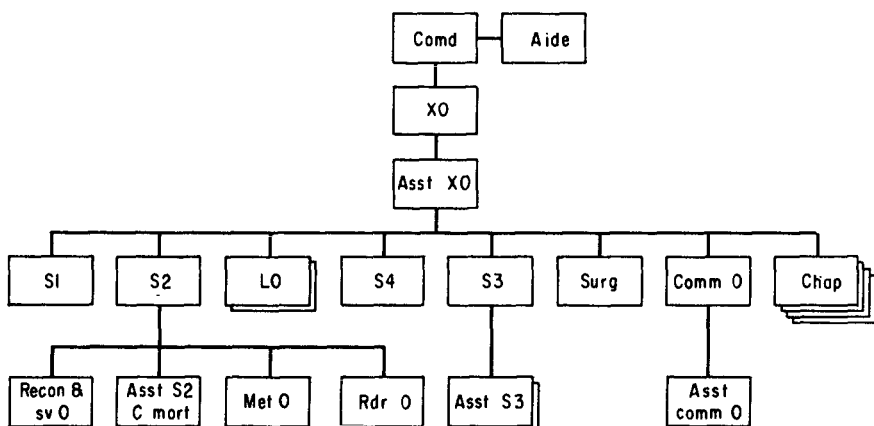 Comd
Aide
XO
Asst XO
S1
S2
LO
S4
S3
Surg
Comm O
Chap
Recon &
sv O
Asst S2
C mort
Met O
Rdr O
Asst S3
Asst
comm O